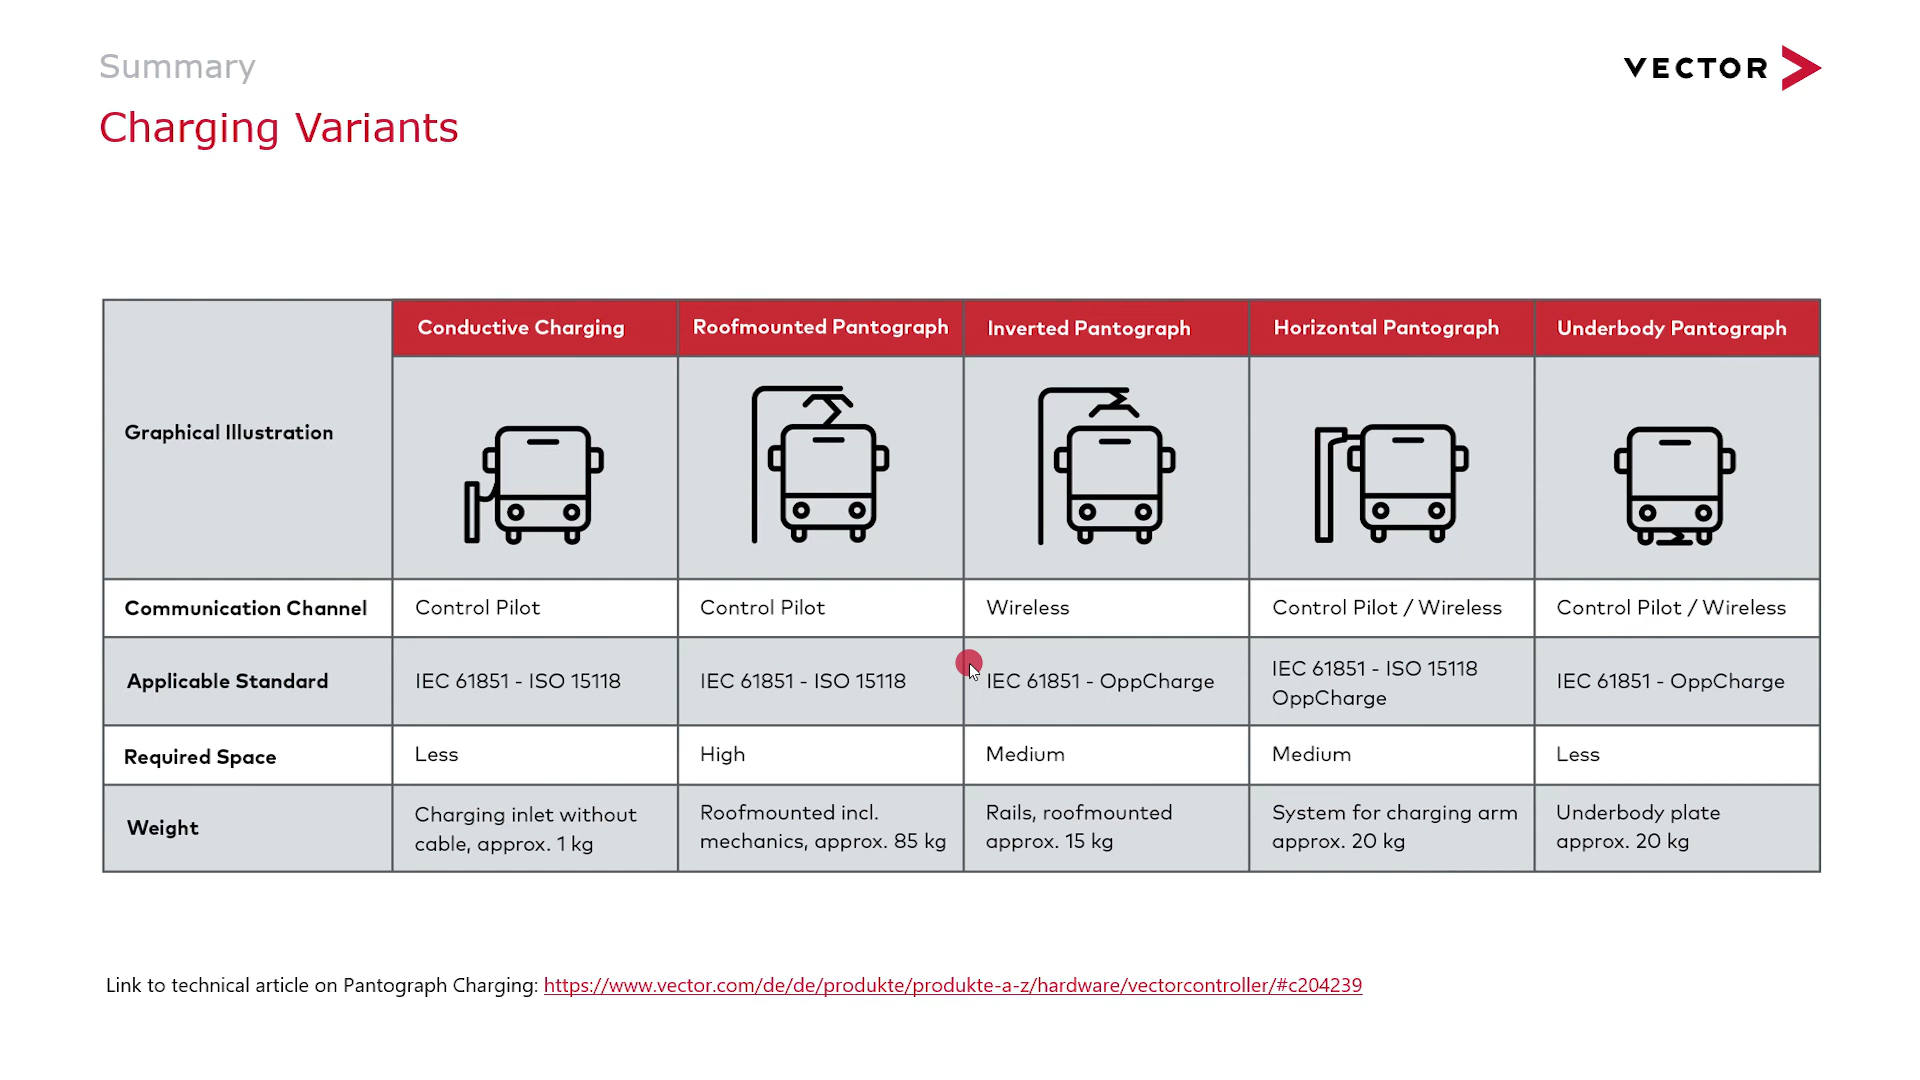 Summary
VECTOR
Charging Variants
Conductive Charging
Roofmounted Pantograph
Inverted Pantograph
Horizontal Pantograph
Underbody Pantograph
Graphical Illustration
Communication Channel
Control Pilot
Control Pilot
Wireless
Control Pilot / Wireless
Control Pilot / Wireless
Applicable Standard
IEC 61851 - ISO 15118
IEC 61851 - ISO 15118
IEC 61851 - OppCharge
IEC 61851 - ISO 15118
OppCharge
IEC 61851 - OppCharge
Required Space
Less
High
Medium
Medium
Less
Weight
Charging inlet without
cable, approx. 1 kg
Roofmounted incl.
mechanics, approx. 85 kg
Rails, roofmounted
approx. 15 kg
System for charging arm
approx. 20 kg
Underbody plate
approx. 20 kg
Link to technical article on Pantograph Charging: https://www.vector.com/de/de/produkte/produkte-a-z/hardware/vectorcontroller/#c204239